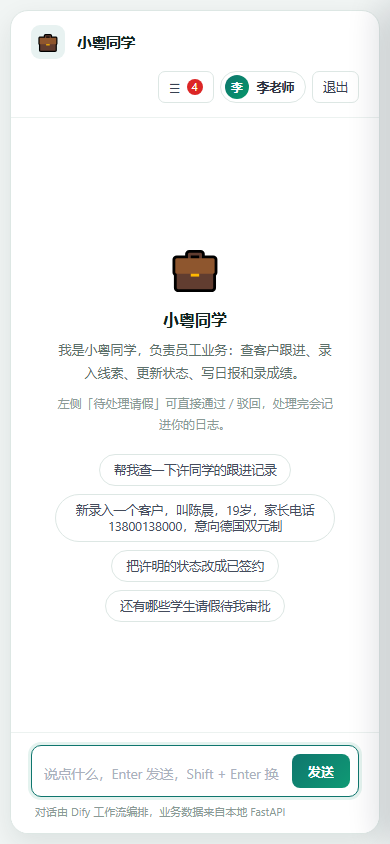 小粤同学
☰ 4 李 李老师 退出
小粤同学
我是小粤同学，负责员工业务：查客户跟进、录
入线索、更新状态、写日报和录成绩。
左侧「待处理请假」可直接通过 / 驳回，处理完会记
进你的日志。
帮我查一下许同学的跟进记录
新录入一个客户，叫陈晨，19岁，家长电话
13800138000，意向德国双元制
把许明的状态改成已签约
还有哪些学生请假待我审批
说点什么，Enter 发送，Shift + Enter 换
发送
对话由 Dify 工作流编排，业务数据来自本地 FastAPI